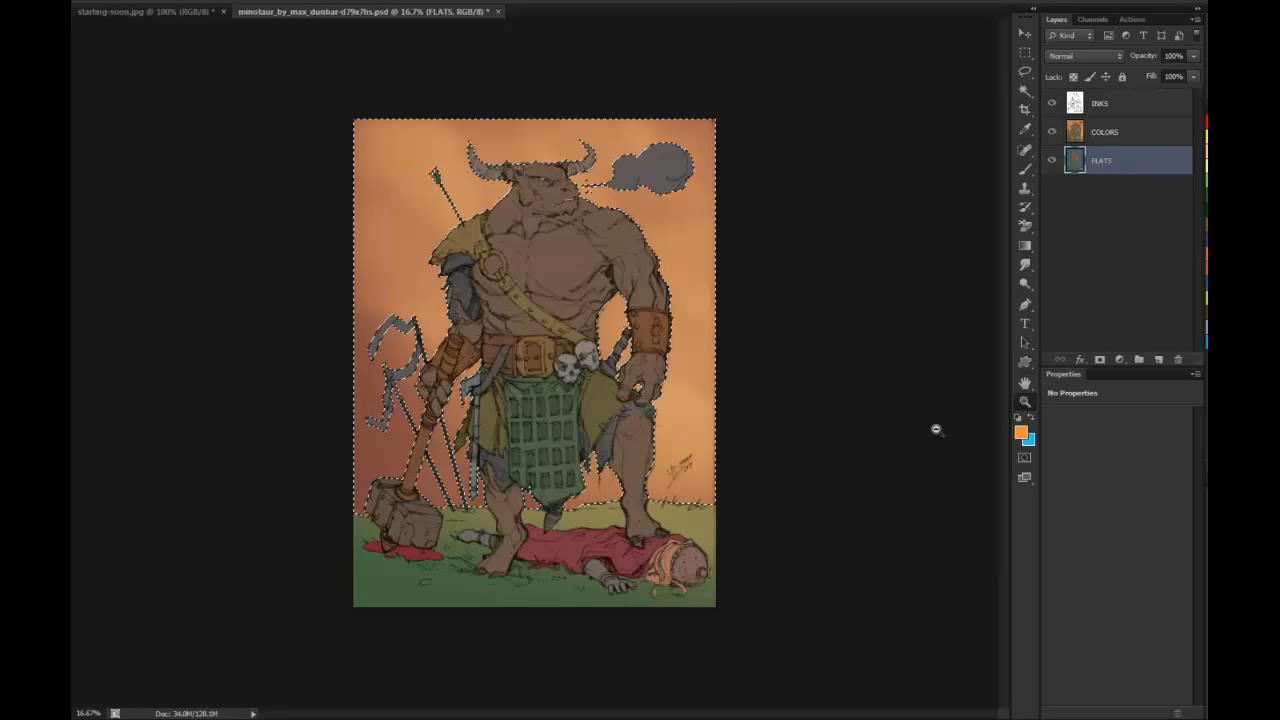 starting-soon.jpg @ 100% (RGB/8) * ×
minotaur_by_max_dunbar-d79x7hs.psd @ 16.7% (FLATS, RGB/8) * ×
Layers Channels Actions
Kind
Normal Opacity: 100%
Lock: Fill: 100%
INKS
COLORS
FLATS
Properties
No Properties
16.67% Doc: 34.0M/128.1M